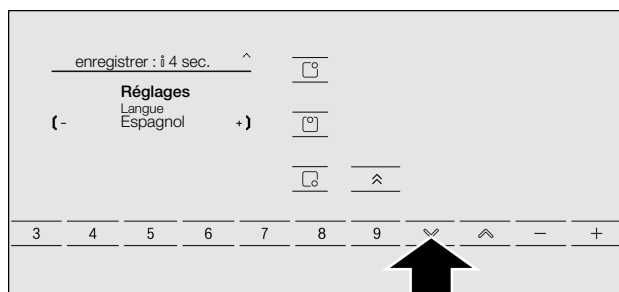 enregistrer : i 4 sec.
Réglages
Langue
- Espagnol +
3 4 5 6 7 8 9 − +